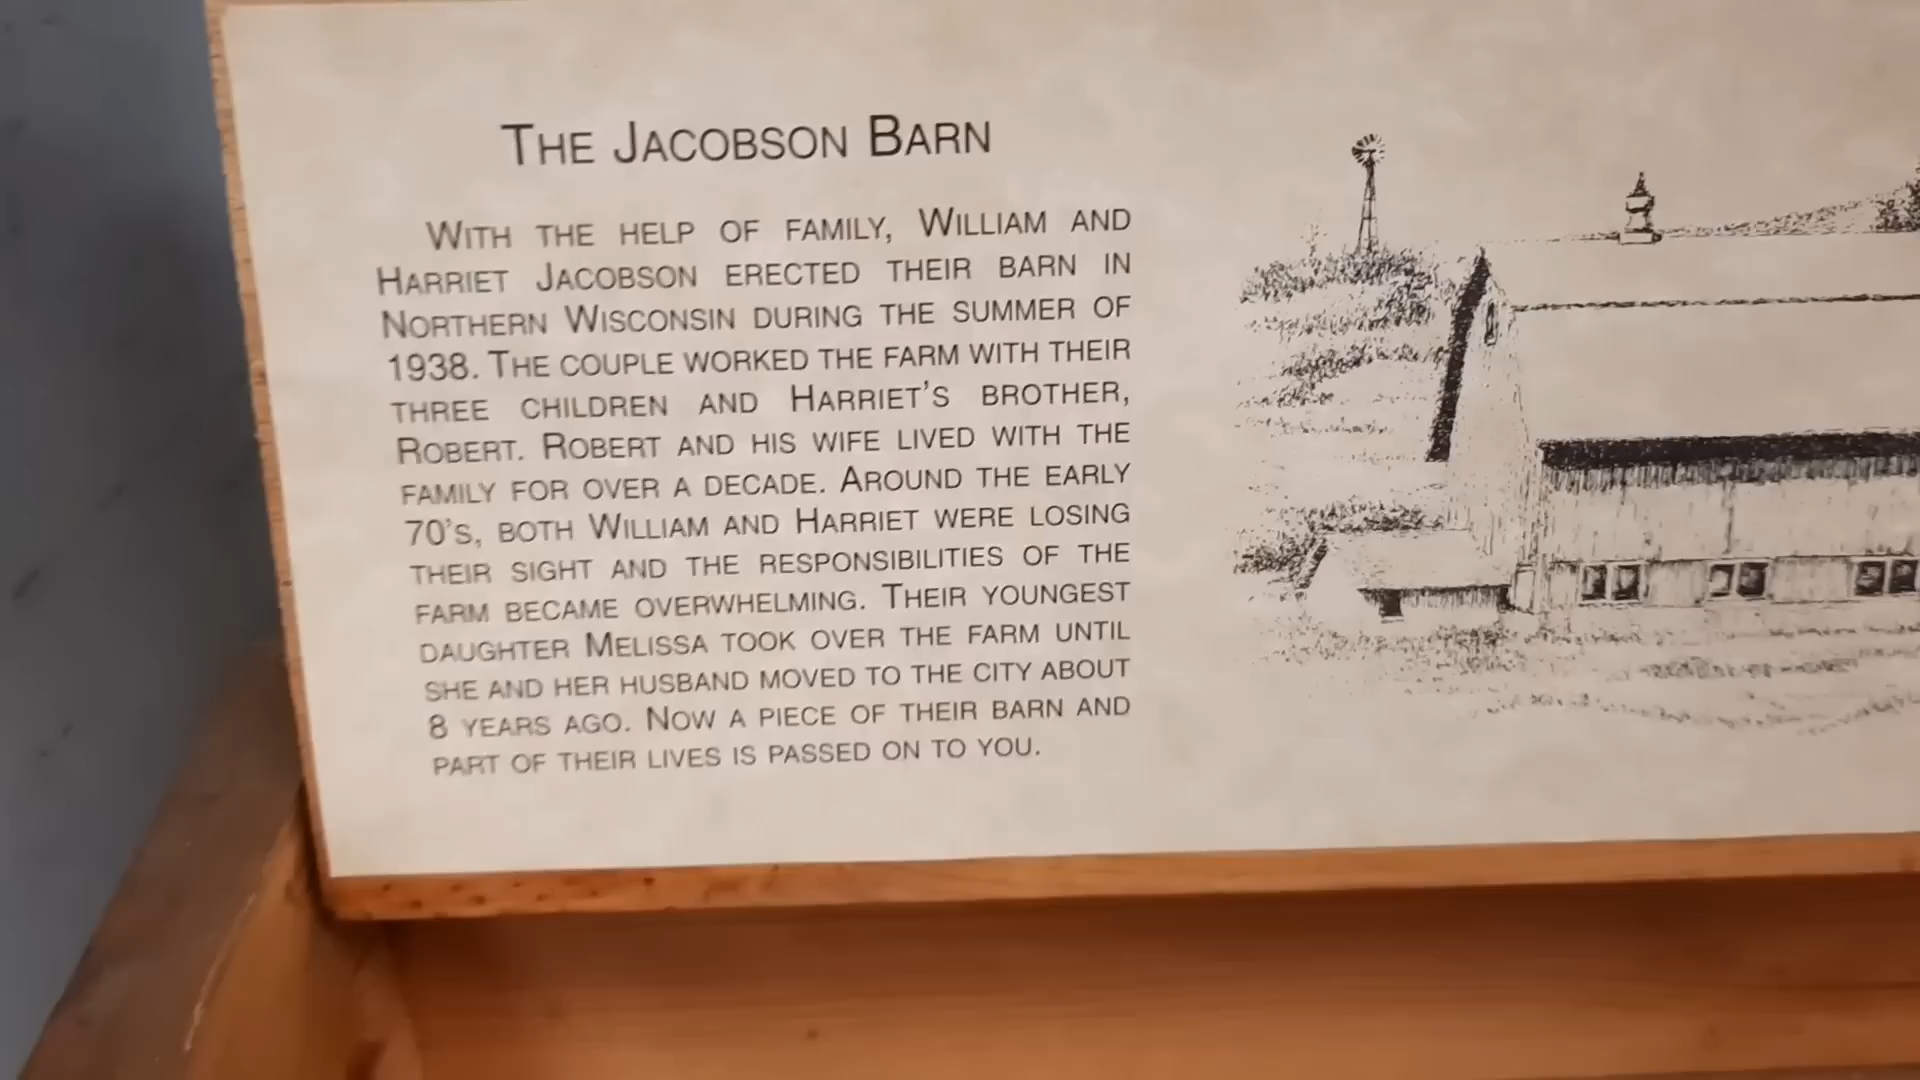 THE JACOBSON BARN
WITH THE HELP OF FAMILY, WILLIAM AND
HARRIET JACOBSON ERECTED THEIR BARN IN
NORTHERN WISCONSIN DURING THE SUMMER OF
1938. THE COUPLE WORKED THE FARM WITH THEIR
THREE CHILDREN AND HARRIET'S BROTHER,
ROBERT. ROBERT AND HIS WIFE LIVED WITH THE
FAMILY FOR OVER A DECADE. AROUND THE EARLY
70'S, BOTH WILLIAM AND HARRIET WERE LOSING
THEIR SIGHT AND THE RESPONSIBILITIES OF THE
FARM BECAME OVERWHELMING. THEIR YOUNGEST
DAUGHTER MELISSA TOOK OVER THE FARM UNTIL
SHE AND HER HUSBAND MOVED TO THE CITY ABOUT
8 YEARS AGO. NOW A PIECE OF THEIR BARN AND
PART OF THEIR LIVES IS PASSED ON TO YOU.